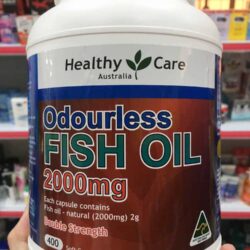 Healthy Care
Australia
Odourless
FISH OIL
2000mg
Each capsule contains
Fish oil - natural (2000mg) 2g
Double Strength
400